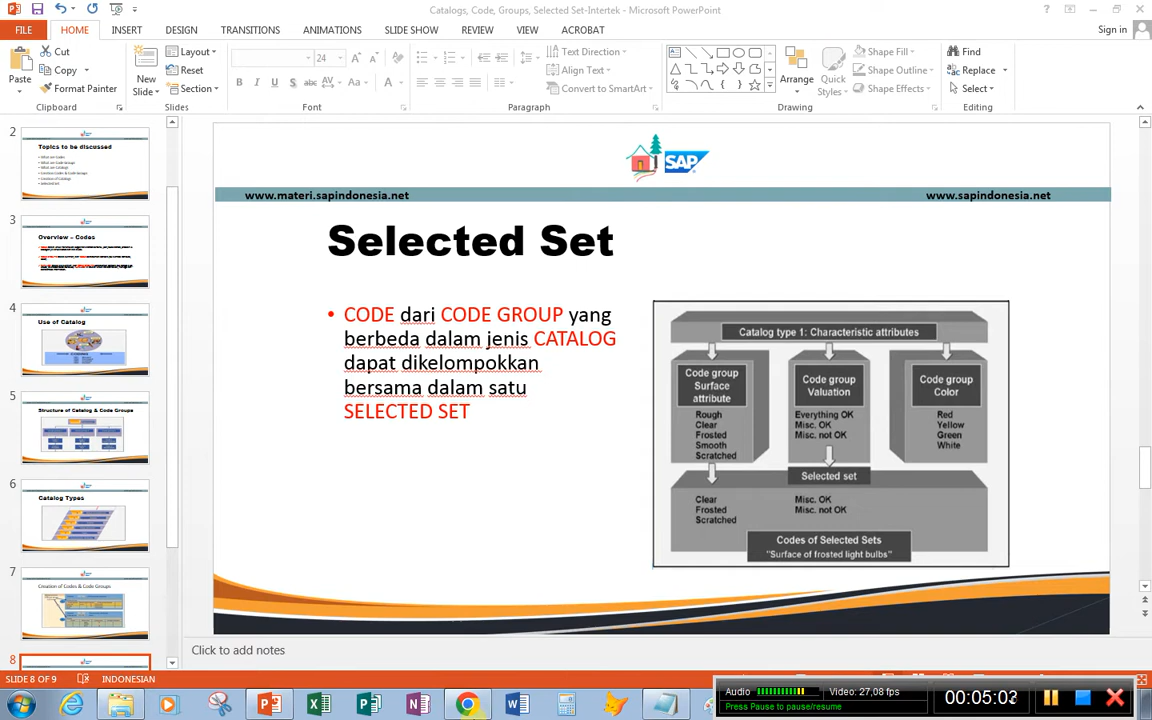 Catalogs, Code, Groups, Selected Set-Intertek - Microsoft PowerPoint
FILE HOME INSERT DESIGN TRANSITIONS ANIMATIONS SLIDE SHOW REVIEW VIEW ACROBAT Sign in
Paste
Cut
Copy
Format Painter
Clipboard
New Slide
Layout
Reset
Section
Slides
24
Font
Text Direction
Align Text
Convert to SmartArt
Paragraph
Arrange
Quick Styles
Shape Fill
Shape Outline
Shape Effects
Drawing
Find
Replace
Select
Editing
2
Topics to be discussed
3
Overview – Codes
4
Use of Catalog
5
Structure of Catalog & Code Groups
6
Catalog Types
7
Creation of Codes & Code Groups
8
SAP
www.materi.sapindonesia.net
www.sapindonesia.net
Selected Set
• CODE dari CODE GROUP yang
berbeda dalam jenis CATALOG
dapat dikelompokkan
bersama dalam satu
SELECTED SET
Catalog type 1: Characteristic attributes
Code group
Surface
attribute
Rough
Clear
Frosted
Smooth
Scratched
Code group
Valuation
Everything OK
Misc. OK
Misc. not OK
Code group
Color
Red
Yellow
Green
White
Selected set
Clear
Frosted
Scratched
Misc. OK
Misc. not OK
Codes of Selected Sets
"Surface of frosted light bulbs"
Click to add notes
SLIDE 8 OF 9
INDONESIAN
Audio
Video: 27,08 fps
Press Pause to pause/resume
00:05:02